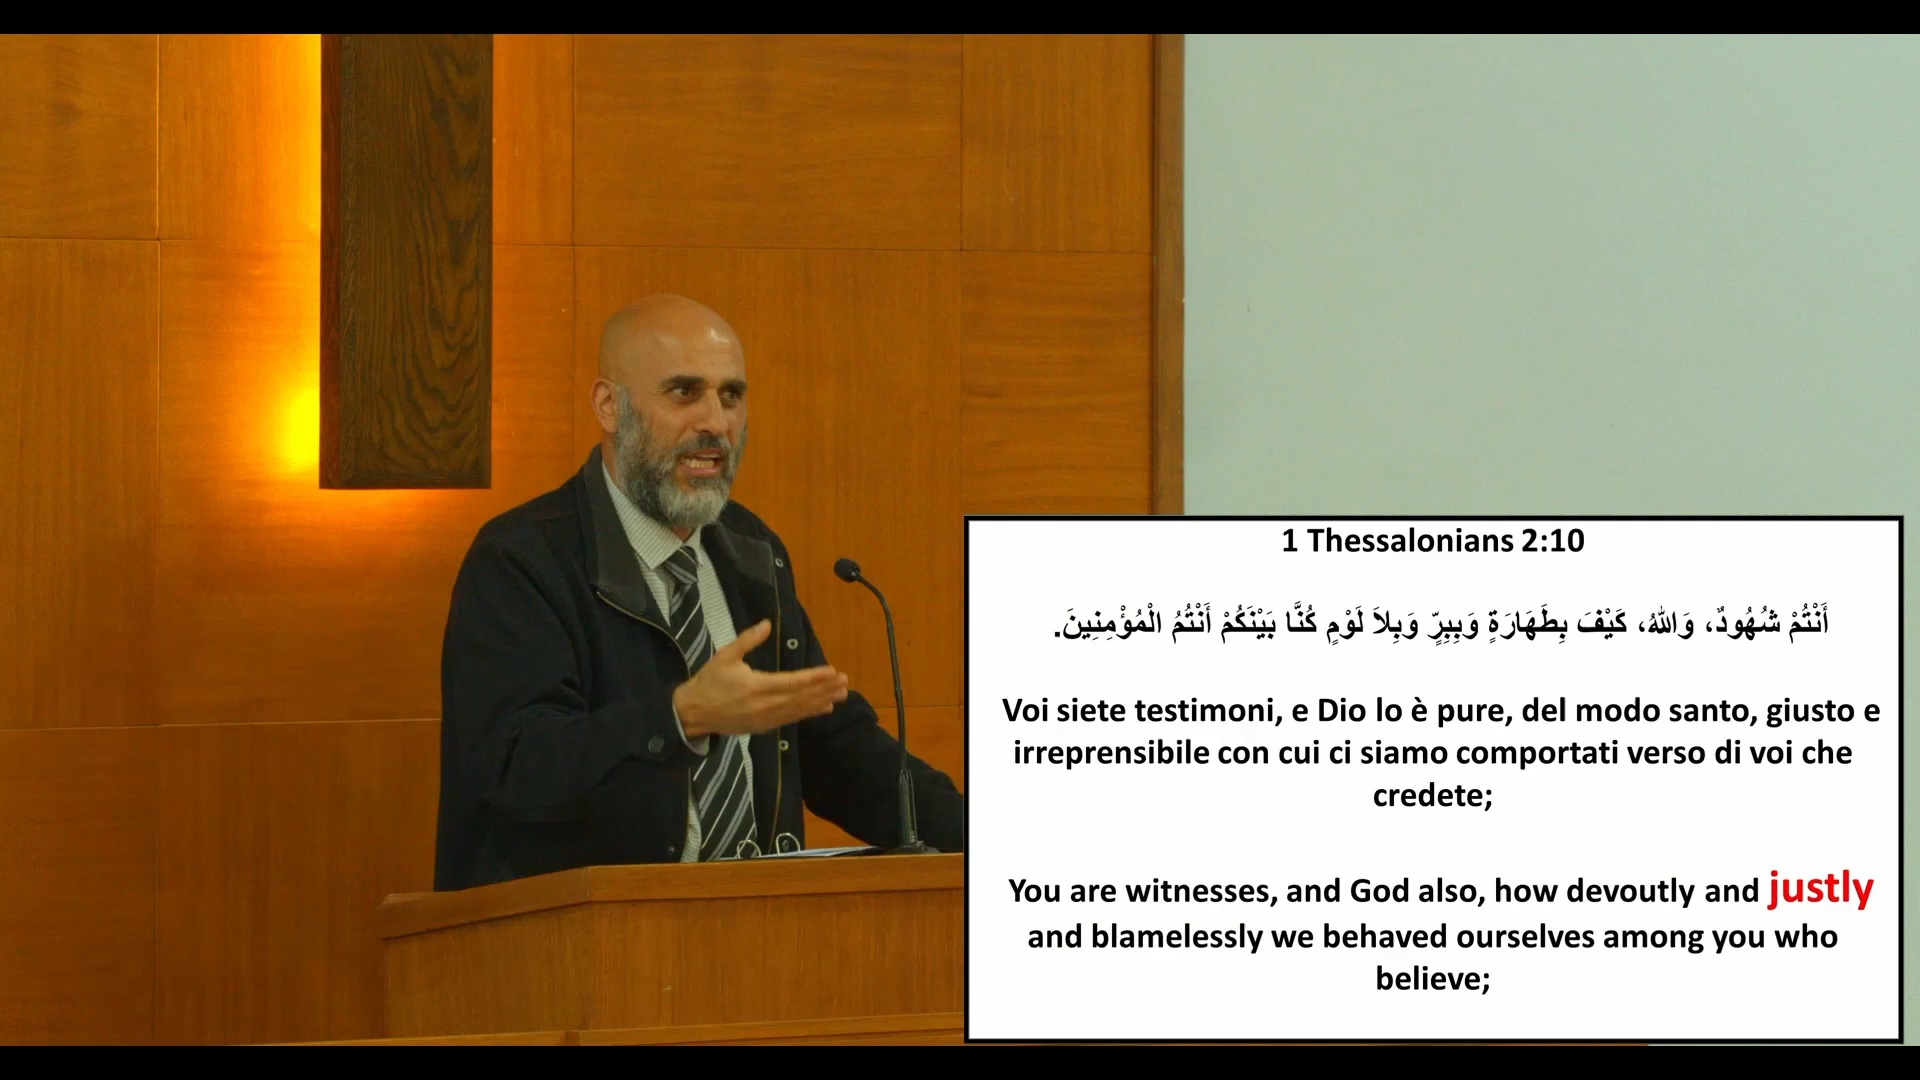 1 Thessalonians 2:10
أَنْتُمْ شُهُودٌ، وَاللهُ، كَيْفَ بِطَهَارَةٍ وَبِبِرّ وَبِلاَ لَوْمٍ كُنَّا بَيْنَكُمْ أَنْتُمُ الْمُؤْمِنِينَ.
Voi siete testimoni, e Dio lo è pure, del modo santo, giusto e
irreprensibile con cui ci siamo comportati verso di voi che
credete;
You are witnesses, and God also, how devoutly and justly
and blamelessly we behaved ourselves among you who
believe;